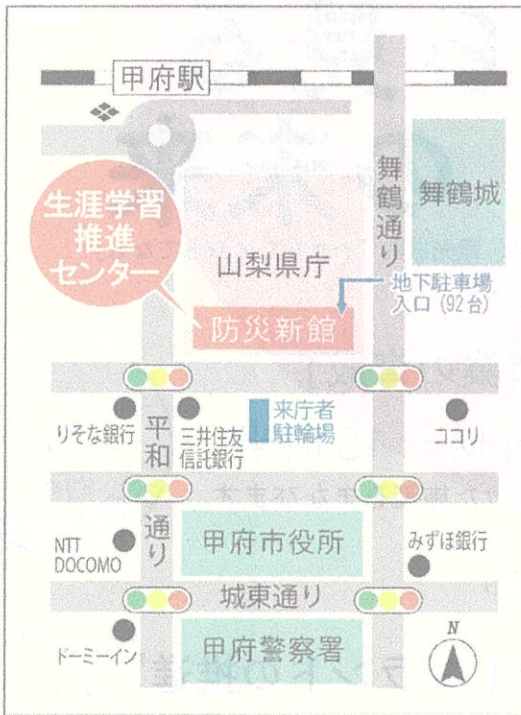 甲府駅
生涯学習
推進
センター
山梨県庁
防災新館
舞鶴通り
舞鶴城
地下駐車場
入口(92台)
りそな銀行
平和通り
三井住友
信託銀行
来庁者
駐輪場
ココリ
NTT
DOCOMO
甲府市役所
みずほ銀行
城東通り
ドーミーイン
甲府警察署
N